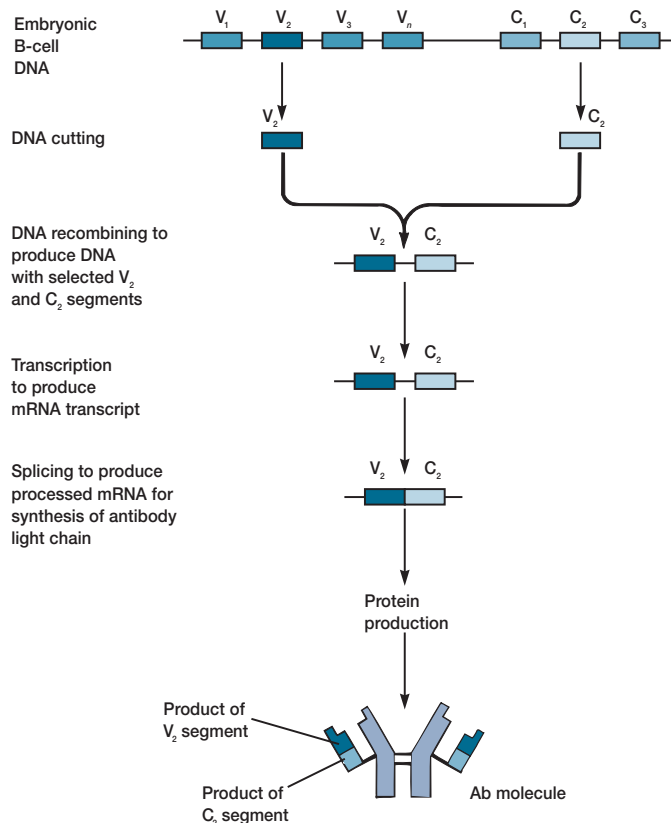 Embryonic
B-cell
DNA
V₁ V₂ V₃ Vₙ C₁ C₂ C₃
V₂ C₂
DNA cutting
DNA recombining to
produce DNA
with selected V₂
and C₂ segments
V₂ C₂
Transcription
to produce
mRNA transcript
V₂ C₂
Splicing to produce
processed mRNA for
synthesis of antibody
light chain
V₂ C₂
Protein
production
Product of
V₂ segment
Product of
C₂ segment
Ab molecule